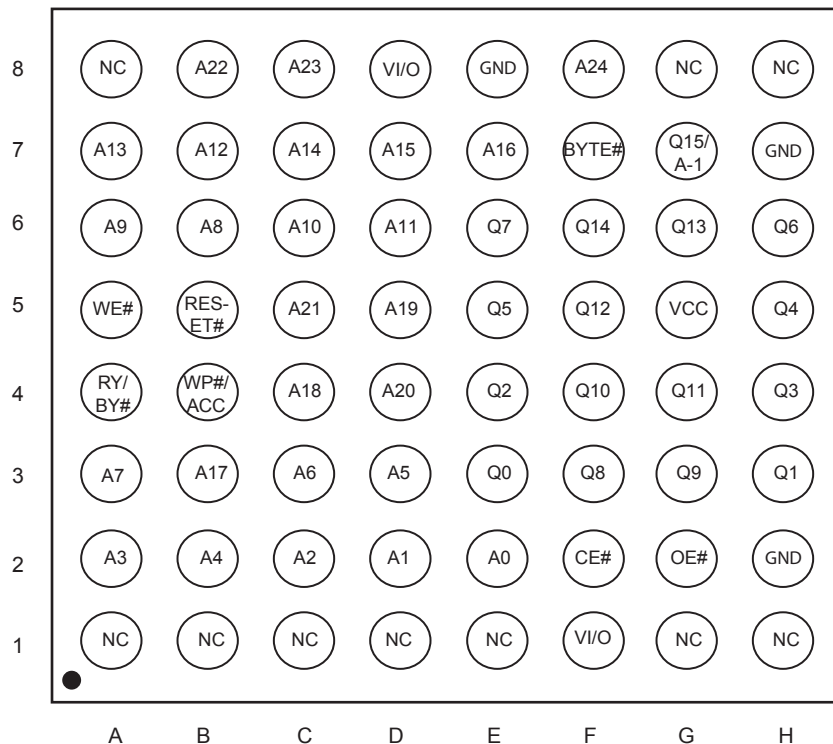 8 NC A22 A23 VI/O GND A24 NC NC
7 A13 A12 A14 A15 A16 BYTE# Q15/ A-1 GND
6 A9 A8 A10 A11 Q7 Q14 Q13 Q6
5 WE# RES- ET# A21 A19 Q5 Q12 VCC Q4
4 RY/ BY# WP#/ ACC A18 A20 Q2 Q10 Q11 Q3
3 A7 A17 A6 A5 Q0 Q8 Q9 Q1
2 A3 A4 A2 A1 A0 CE# OE# GND
1 NC NC NC NC NC VI/O NC NC
A B C D E F G H